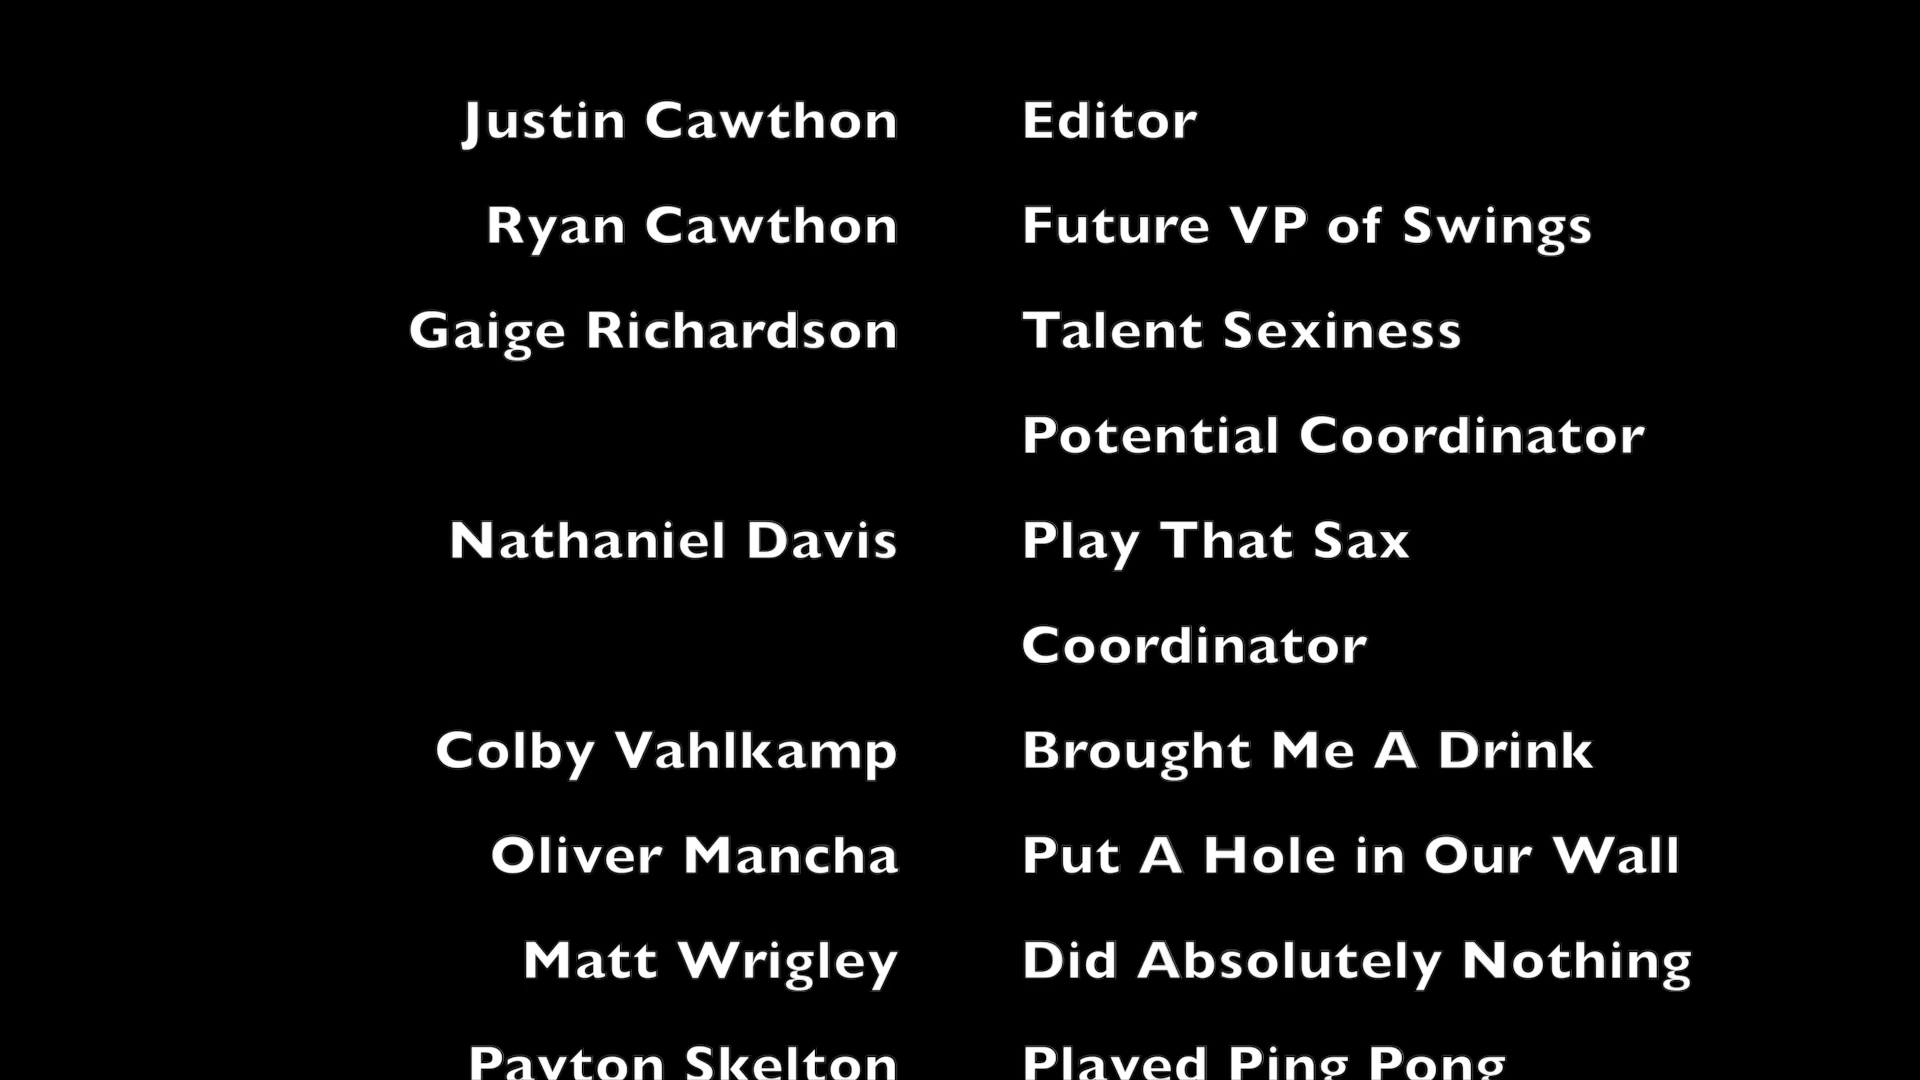 Justin Cawthon Editor
Ryan Cawthon Future VP of Swings
Gaige Richardson Talent Sexiness
Potential Coordinator
Nathaniel Davis Play That Sax
Coordinator
Colby Vahlkamp Brought Me A Drink
Oliver Mancha Put A Hole in Our Wall
Matt Wrigley Did Absolutely Nothing
Payton Skelton Played Ping Pong